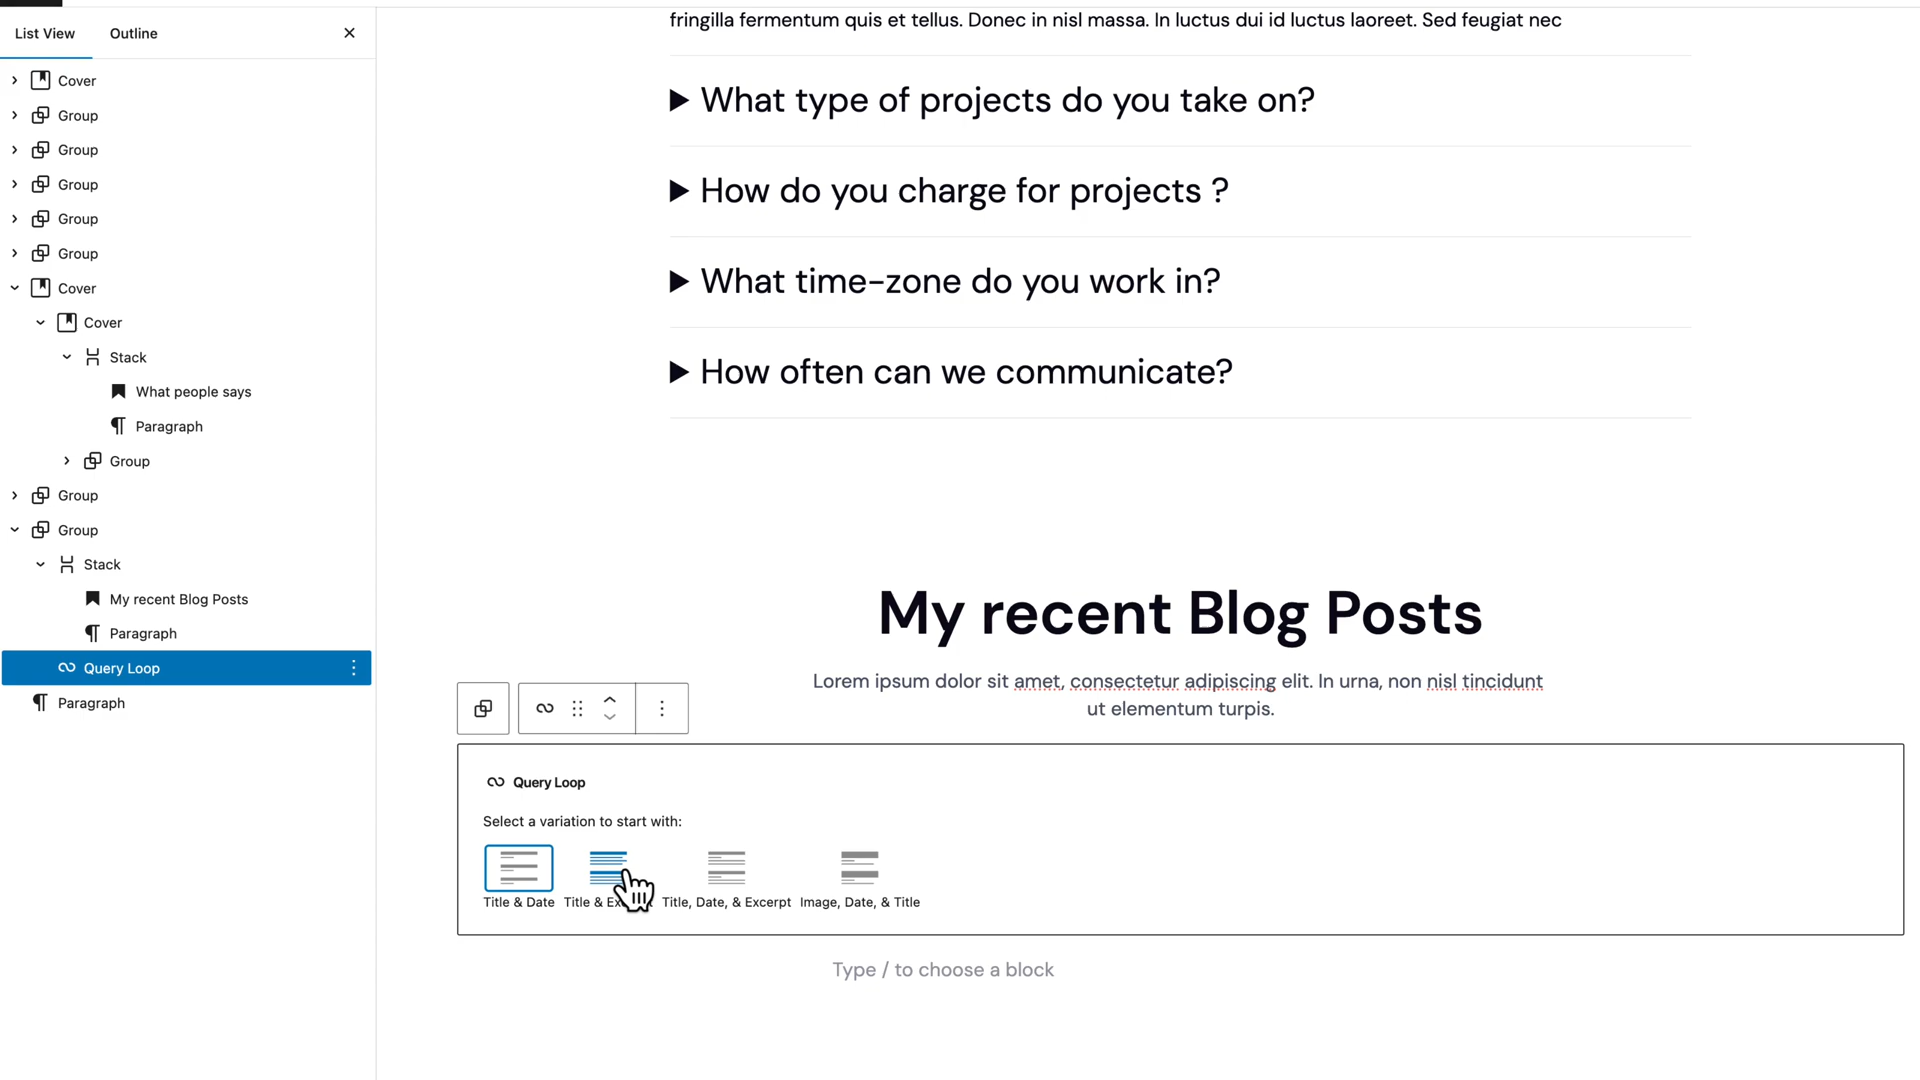 List View
Outline
Cover
Group
Group
Group
Group
Group
Cover
Cover
Stack
What people says
Paragraph
Group
Group
Group
Stack
My recent Blog Posts
Paragraph
Query Loop
Paragraph
fringilla fermentum quis et tellus. Donec in nisl massa. In luctus dui id luctus laoreet. Sed feugiat nec
What type of projects do you take on?
How do you charge for projects ?
What time-zone do you work in?
How often can we communicate?
My recent Blog Posts
Lorem ipsum dolor sit amet, consectetur adipiscing elit. In urna, non nisl tincidunt
ut elementum turpis.
Query Loop
Select a variation to start with:
Title & Date
Title &
Title, Date, & Excerpt
Image, Date, & Title
Type / to choose a block